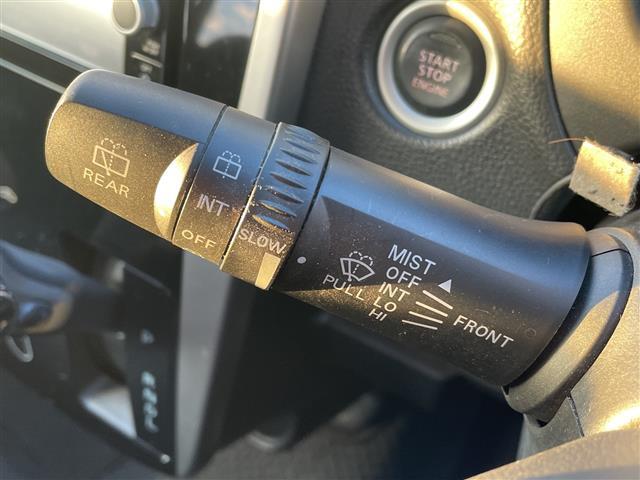 START
STOP
ENGINE
REAR
INT
OFF
SLOW
MIST
OFF
INT
PULL LO
HI
FRONT